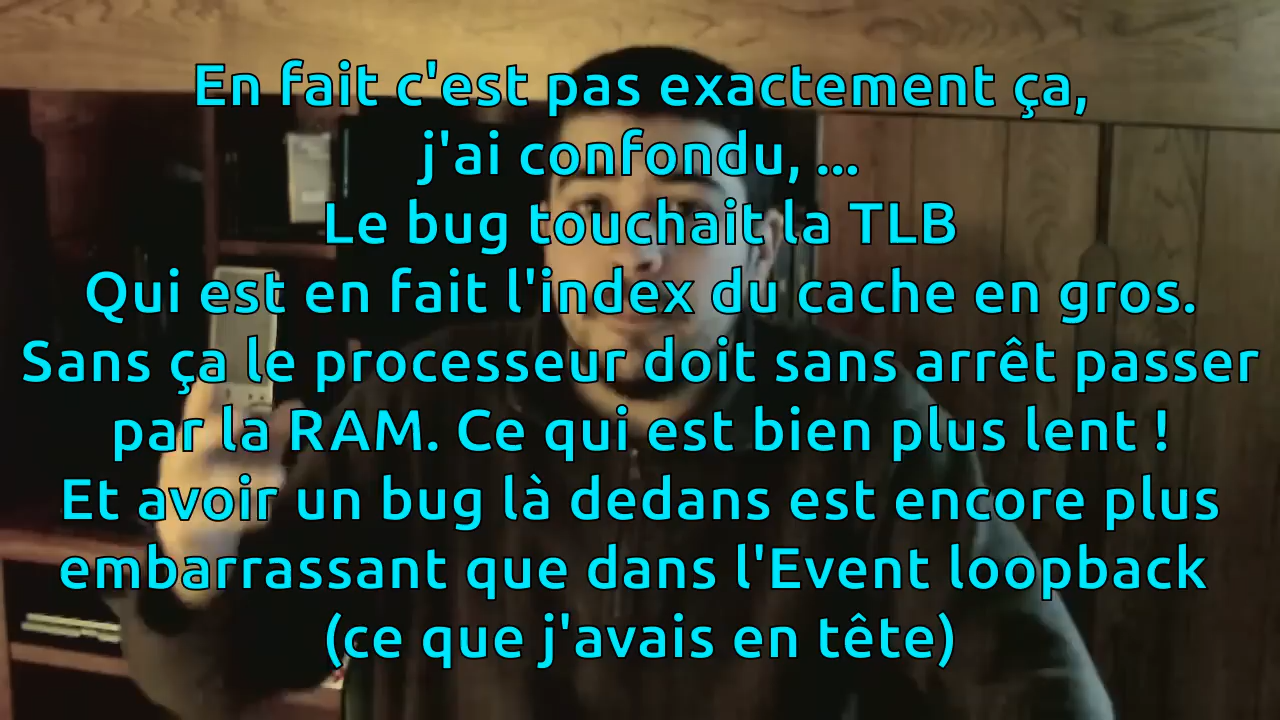 En fait c'est pas exactement ça,
j'ai confondu, ...
Le bug touchait la TLB
Qui est en fait l'index du cache en gros.
Sans ça le processeur doit sans arrêt passer
par la RAM. Ce qui est bien plus lent !
Et avoir un bug là dedans est encore plus
embarrassant que dans l'Event loopback
(ce que j'avais en tête)